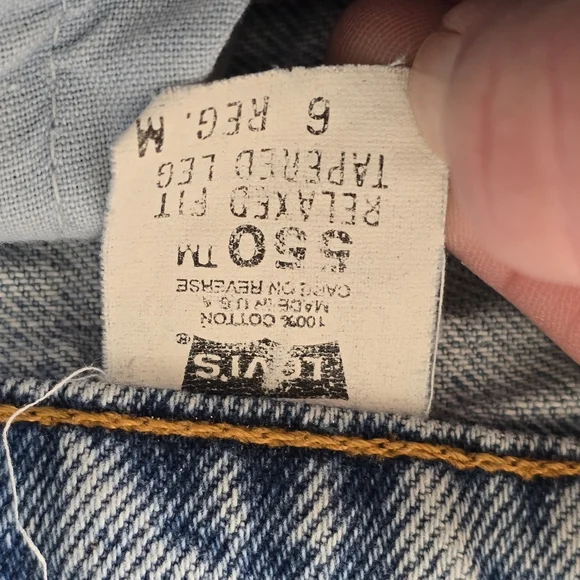 LEVI'S ®
100% COTTON
MADE IN U.S.A.
CARE ON REVERSE
550 TM
RELAXED FIT
TAPERED LEG
6 REG. M